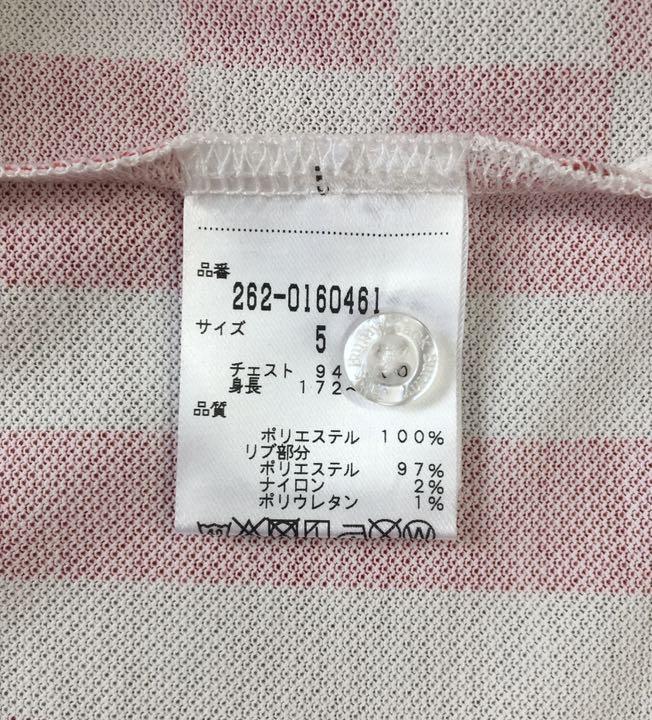 品番
262-0160461
サイズ
5
チェスト 94
身長 172~
品質
ポリエステル 100%
リブ部分
ポリエステル 97%
ナイロン 2%
ポリウレタン 1%